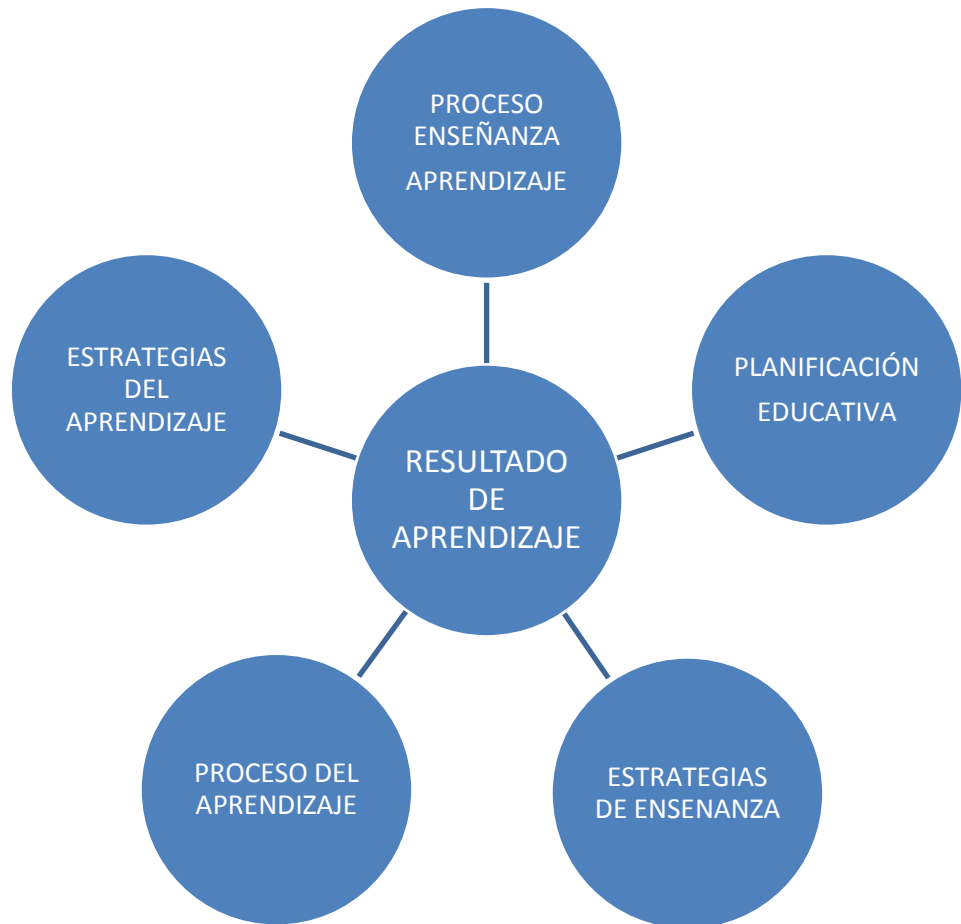 PROCESO
ENSEÑANZA
APRENDIZAJE
ESTRATEGIAS
DEL
APRENDIZAJE
PLANIFICACIÓN
EDUCATIVA
RESULTADO
DE
APRENDIZAJE
PROCESO DEL
APRENDIZAJE
ESTRATEGIAS
DE ENSENANZA